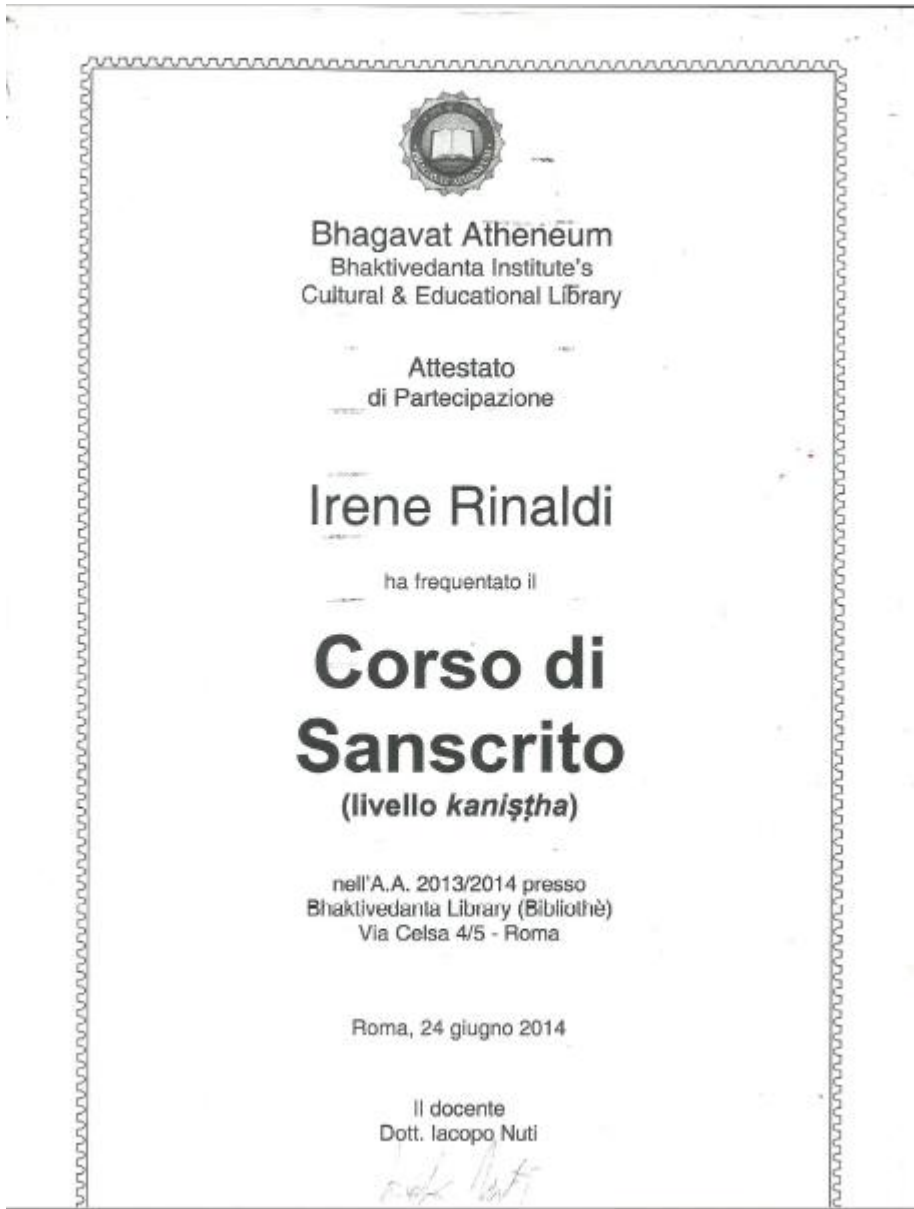 Bhagavat Atheneum
Bhaktivedanta Institute's
Cultural & Educational Library
Attestato
di Partecipazione
Irene Rinaldi
ha frequentato il
Corso di
Sanscrito
(livello kaniṣṭha)
nell'A.A. 2013/2014 presso
Bhaktivedanta Library (Bibliothè)
Via Celsa 4/5 - Roma
Roma, 24 giugno 2014
Il docente
Dott. Iacopo Nuti